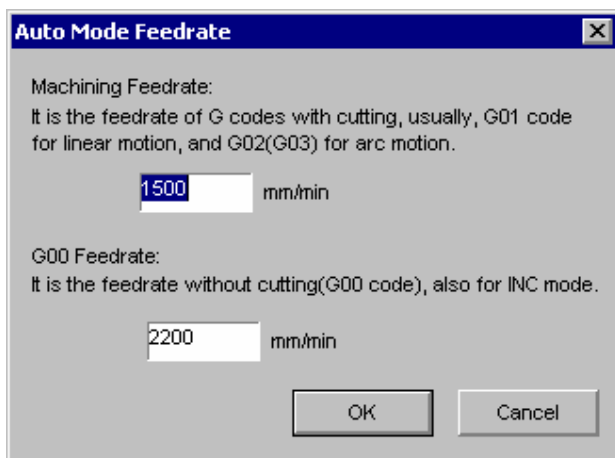 Auto Mode Feedrate
Machining Feedrate:
It is the feedrate of G codes with cutting, usually, G01 code
for linear motion, and G02(G03) for arc motion.
1500 mm/min
G00 Feedrate:
It is the feedrate without cutting(G00 code), also for INC mode.
2200 mm/min
OK Cancel